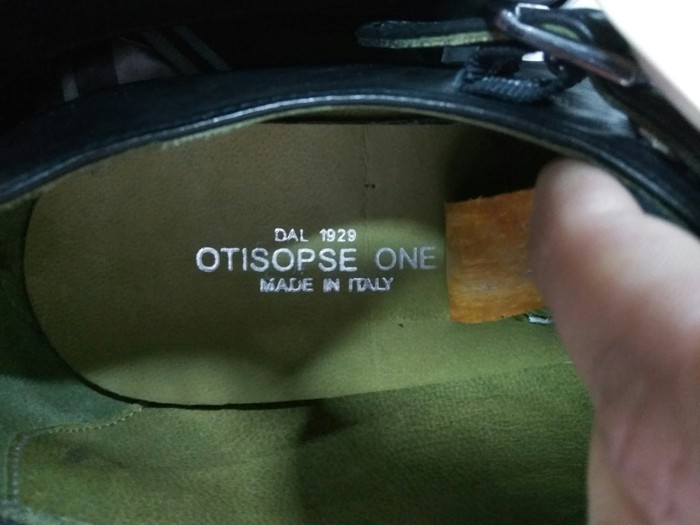 DAL 1929
OTISOPSE ONE
MADE IN ITALY